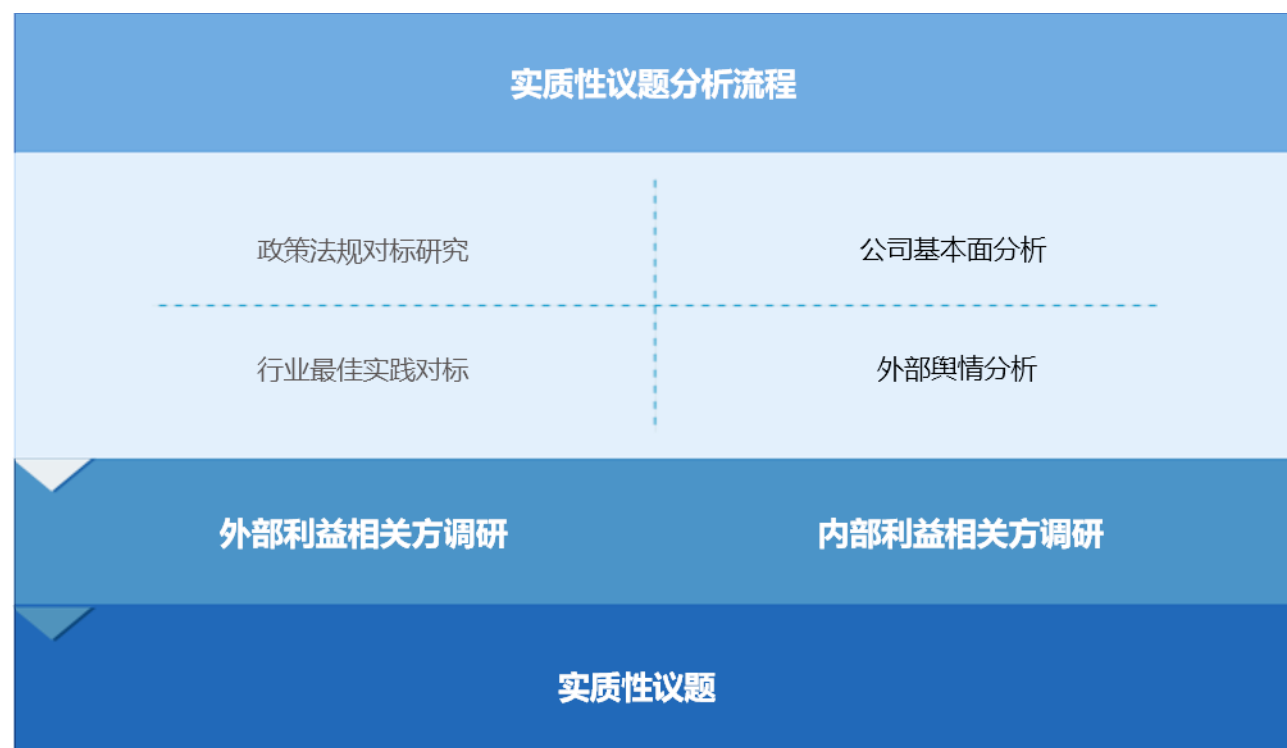 实质性议题分析流程
政策法规对标研究
公司基本面分析
行业最佳实践对标
外部舆情分析
外部利益相关方调研
内部利益相关方调研
实质性议题